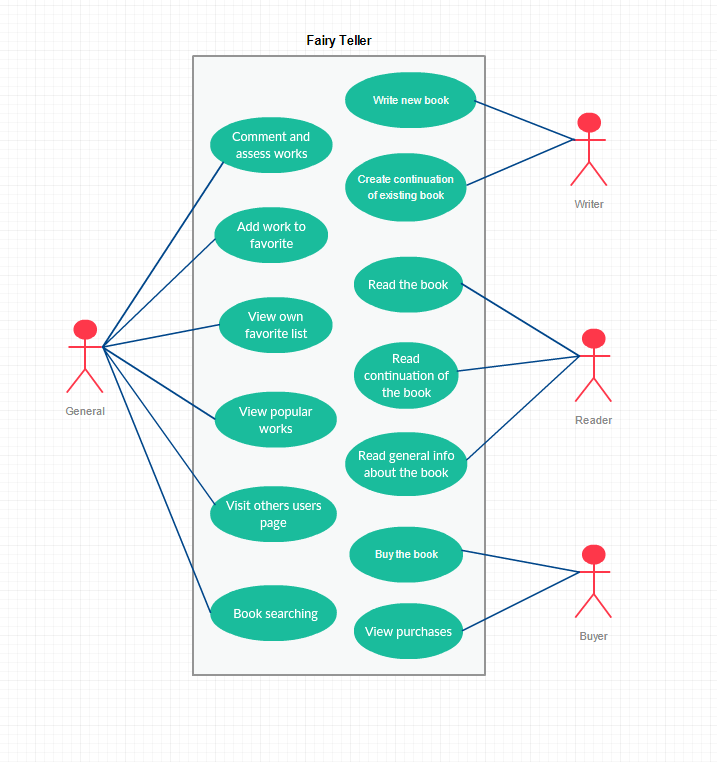 Fairy Teller
Write new book
Comment and
assess works
Create continuation
of existing book
Writer
Add work to
favorite
Read the book
View own
favorite list
Read
continuation of
the book
General
Reader
View popular
works
Read general info
about the book
Visit others users
page
Buy the book
Book searching
View purchases
Buyer